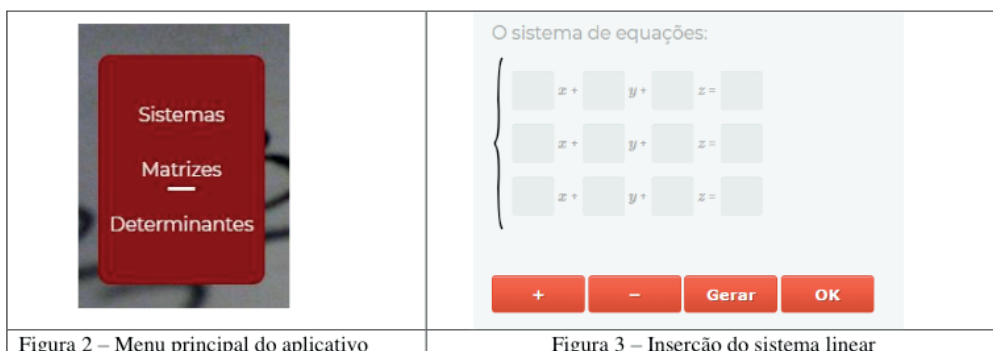 Sistemas
Matrizes
Determinantes
O sistema de equações:
x + y + z =
x + y + z =
x + y + z =
+ − Gerar OK
Figura 2 – Menu principal do aplicativo
Figura 3 – Inserção do sistema linear